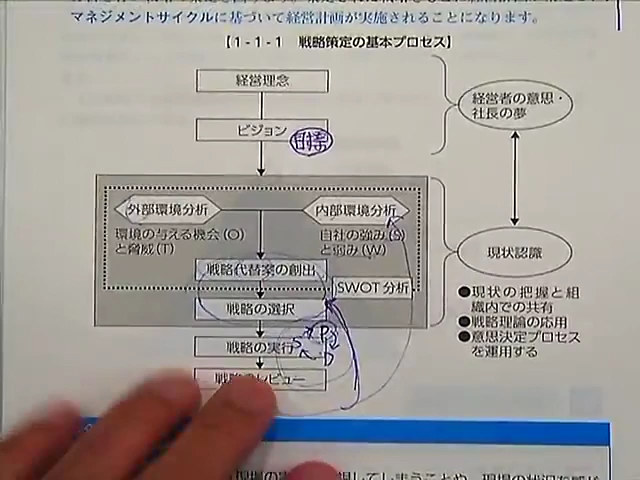 マネジメントサイクルに基づいて経営計画が実施されることになります。
【1-1-1 戦略策定の基本プロセス】
経営理念
経営者の意思・
社長の夢
ビジョン
目標
外部環境分析
内部環境分析
環境の与える機会(O)
と脅威(T)
自社の強み(S)
と弱み(W)
現状認識
戦略代替案の創出
SWOT分析
戦略の選択
●現状の把握と組
織内での共有
●戦略理論の応用
●意思決定プロセス
を運用する
戦略の実行
P
S
D
戦略のレビュー